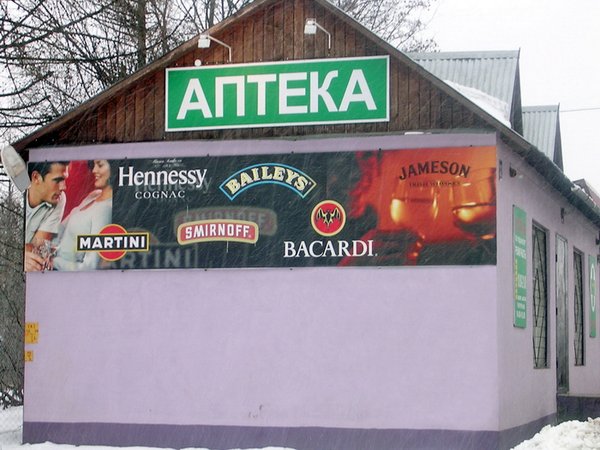 АПТЕКА
Hennessy
COGNAC
BAILEYS
JAMESON
MARTINI
SMIRNOFF
BACARDI